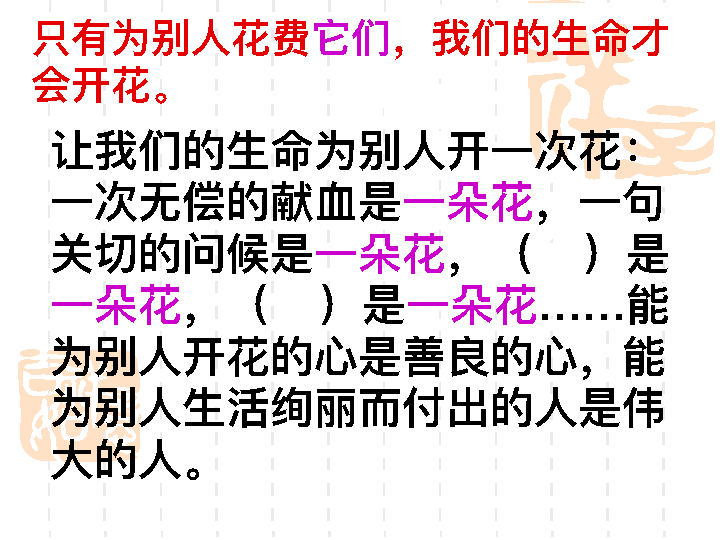 只有为别人花费它们，我们的生命才
会开花。
让我们的生命为别人开一次花：
一次无偿的献血是一朵花，一句
关切的问候是一朵花，（　）是
一朵花，（　）是一朵花……能
为别人开花的心是善良的心，能
为别人生活绚丽而付出的人是伟
大的人。